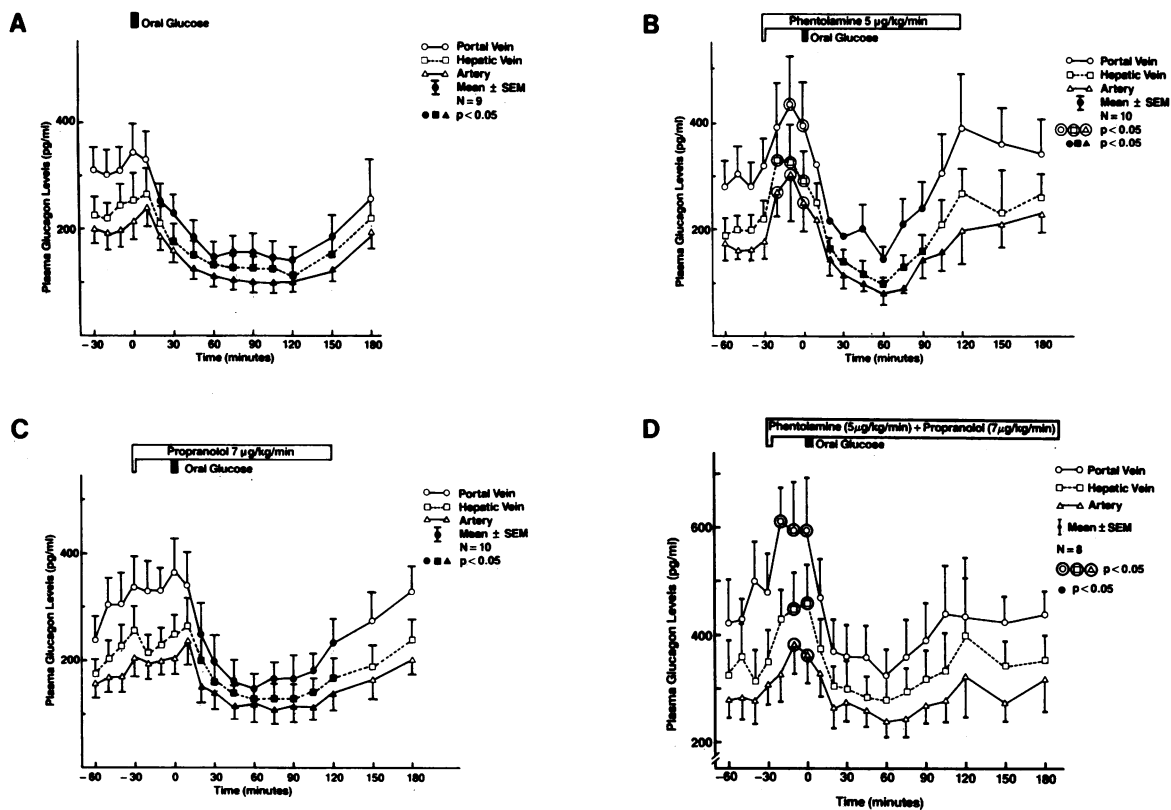 A
Oral Glucose
Portal Vein
Hepatic Vein
Artery
Mean ± SEM
N = 9
p < 0.05
Plasma Glucagon Levels (pg/ml)
400
200
-30 0 30 60 90 120 150 180
Time (minutes)
B
Phentolamine 5 µg/kg/min
Oral Glucose
Portal Vein
Hepatic Vein
Artery
Mean ± SEM
N = 10
p < 0.05
p < 0.05
Plasma Glucagon Levels (pg/ml)
400
200
-60 -30 0 30 60 90 120 150 180
Time (minutes)
C
Propranolol 7 µg/kg/min
Oral Glucose
Portal Vein
Hepatic Vein
Artery
Mean ± SEM
N = 10
p < 0.05
Plasma Glucagon Levels (pg/ml)
400
200
-60 -30 0 30 60 90 120 150 180
Time (minutes)
D
Phentolamine (5µg/kg/min) + Propranolol (7µg/kg/min)
Oral Glucose
Portal Vein
Hepatic Vein
Artery
Mean ± SEM
N = 8
p < 0.05
p < 0.05
Plasma Glucagon Levels (pg/ml)
600
400
200
-60 -30 0 30 60 90 120 150 180
Time (minutes)